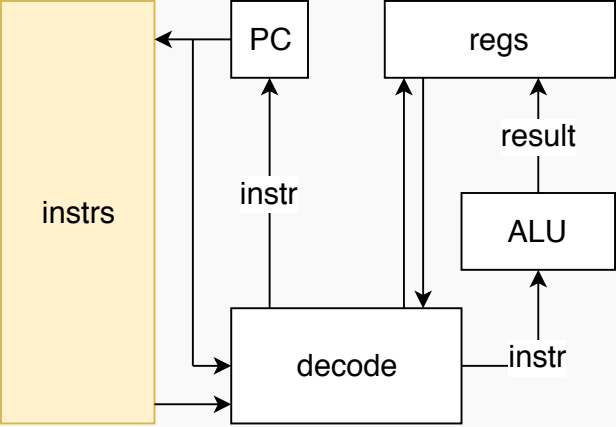 PC
regs
result
instr
instrs
ALU
instr
decode